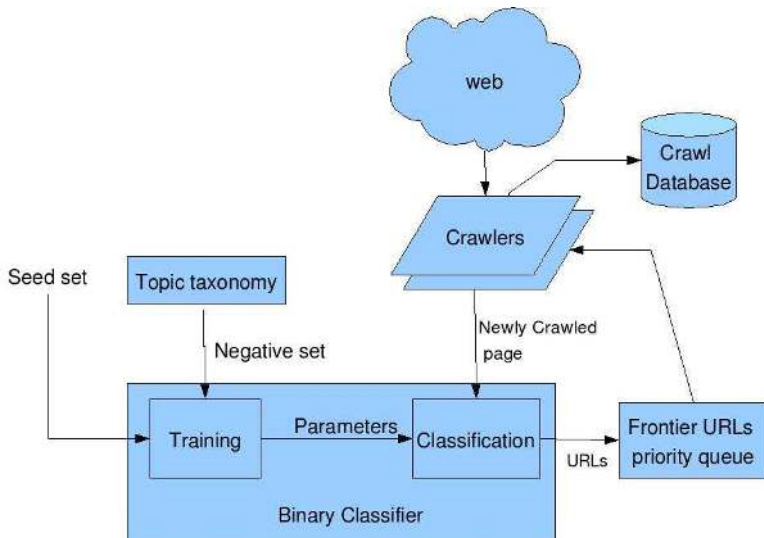 web
Crawl
Database
Crawlers
Seed set
Topic taxonomy
Newly Crawled
page
Negative set
Training
Parameters
Classification
URLs
Frontier URLs
priority queue
Binary Classifier